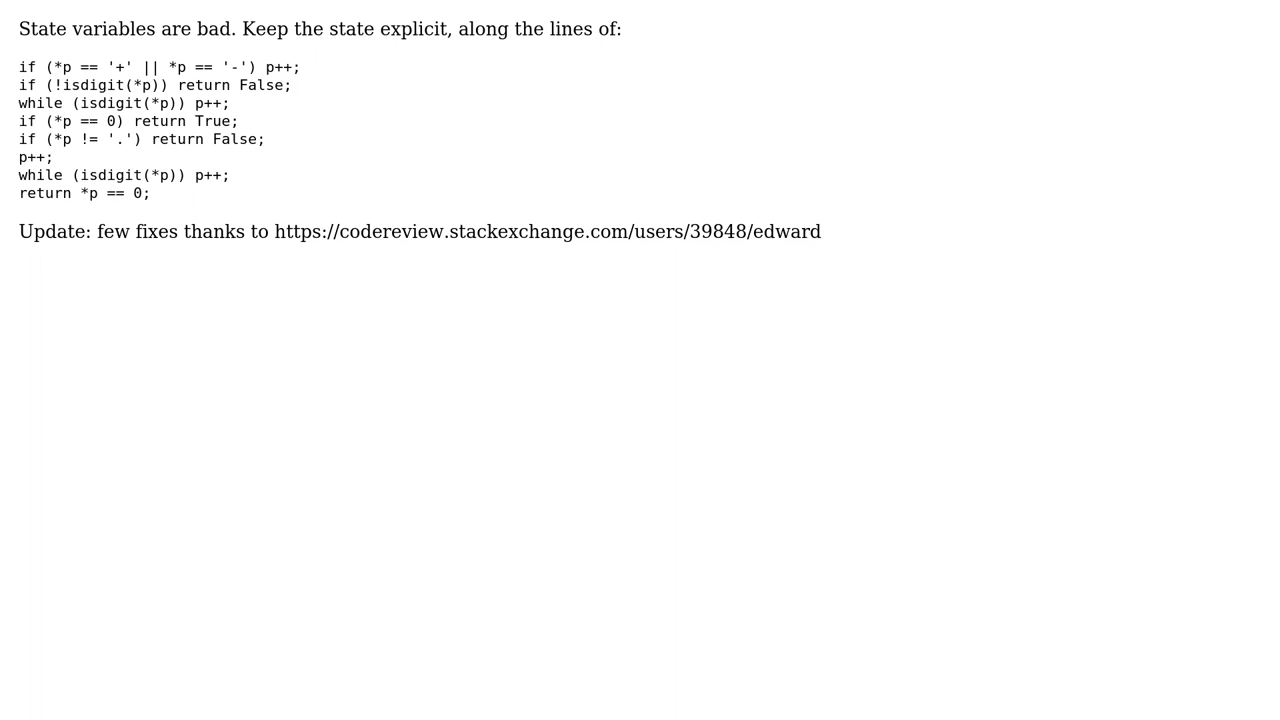 State variables are bad. Keep the state explicit, along the lines of:
if (*p == '+' || *p == '-') p++;
if (!isdigit(*p)) return False;
while (isdigit(*p)) p++;
if (*p == 0) return True;
if (*p != '.') return False;
p++;
while (isdigit(*p)) p++;
return *p == 0;
Update: few fixes thanks to https://codereview.stackexchange.com/users/39848/edward